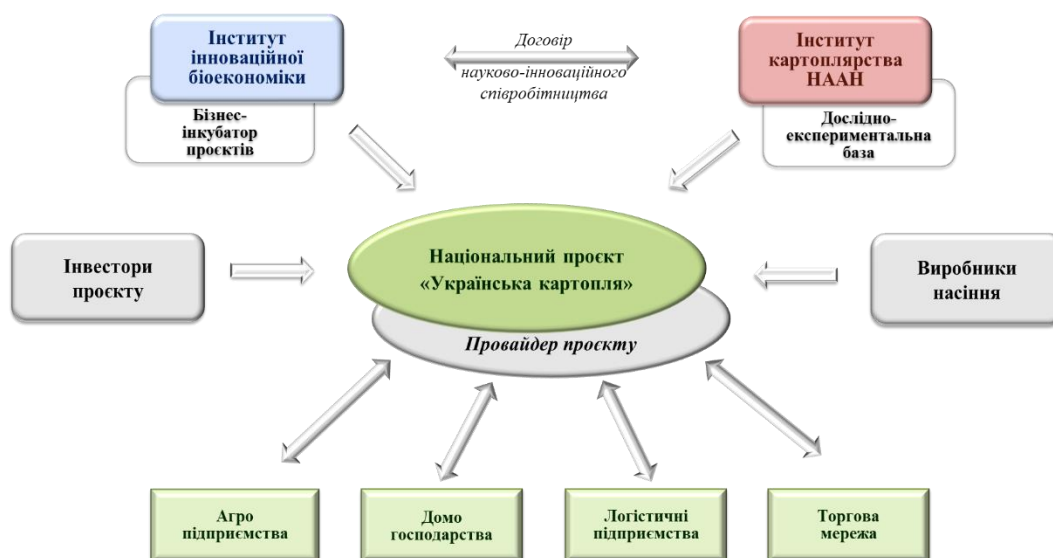 Інститут
інноваційної
біоекономіки
Бізнес-
інкубатор
проєктів
Договір
науково-інноваційного
співробітництва
Інститут
картоплярства
НААН
Дослідно-
експериментальна
база
Інвестори
проєкту
Національний проєкт
«Українська картопля»
Провайдер проєкту
Виробники
насіння
Агро
підприємства
Домо
господарства
Логістичні
підприємства
Торгова
мережа